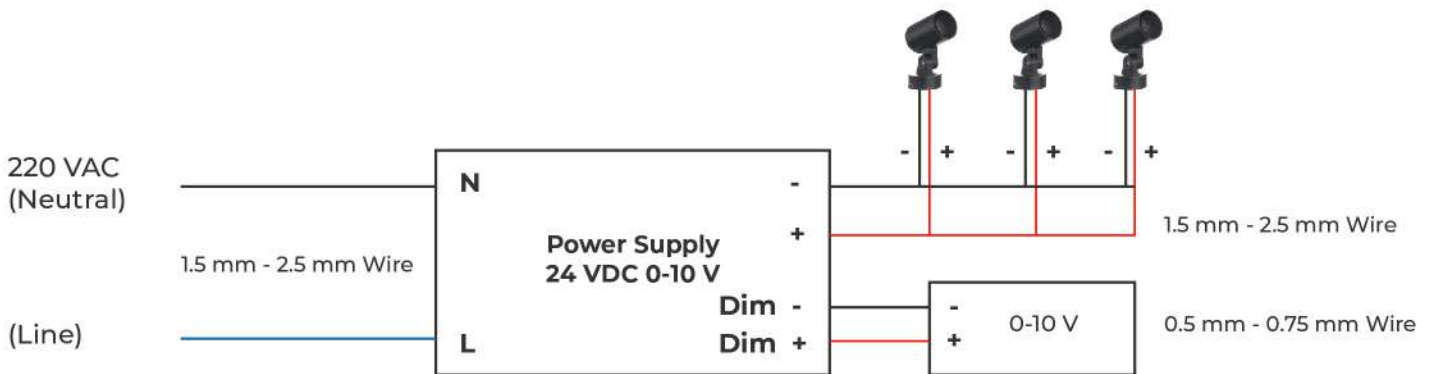 - + - + - +
220 VAC
(Neutral)
N
-
+
Power Supply
24 VDC 0-10 V
1.5 mm - 2.5 mm Wire
1.5 mm - 2.5 mm Wire
Dim -
Dim +
(Line)
L
-
+
0-10 V
0.5 mm - 0.75 mm Wire